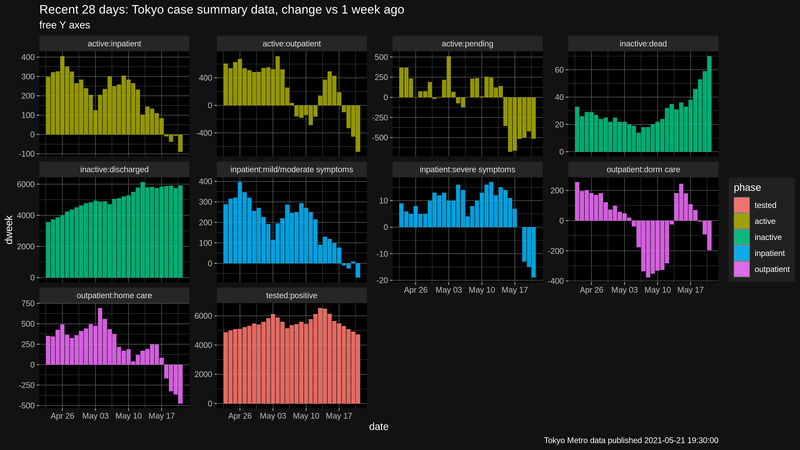 Recent 28 days: Tokyo case summary data, change vs 1 week ago
free Y axes
active:inpatient
active:outpatient
active:pending
inactive:dead
400
300
200
100
0
-100
400
0
-400
500
250
0
-250
-500
60
40
20
0
inactive:discharged
inpatient:mild/moderate symptoms
inpatient:severe symptoms
outpatient:dorm care
6000
4000
2000
0
400
300
200
100
0
10
0
-10
-20
200
0
-200
-400
Apr 26 May 03 May 10 May 17
Apr 26 May 03 May 10 May 17
outpatient:home care
tested:positive
750
500
250
0
-250
-500
6000
4000
2000
0
Apr 26 May 03 May 10 May 17
Apr 26 May 03 May 10 May 17
dweek
date
phase
tested
active
inactive
inpatient
outpatient
Tokyo Metro data published 2021-05-21 19:30:00